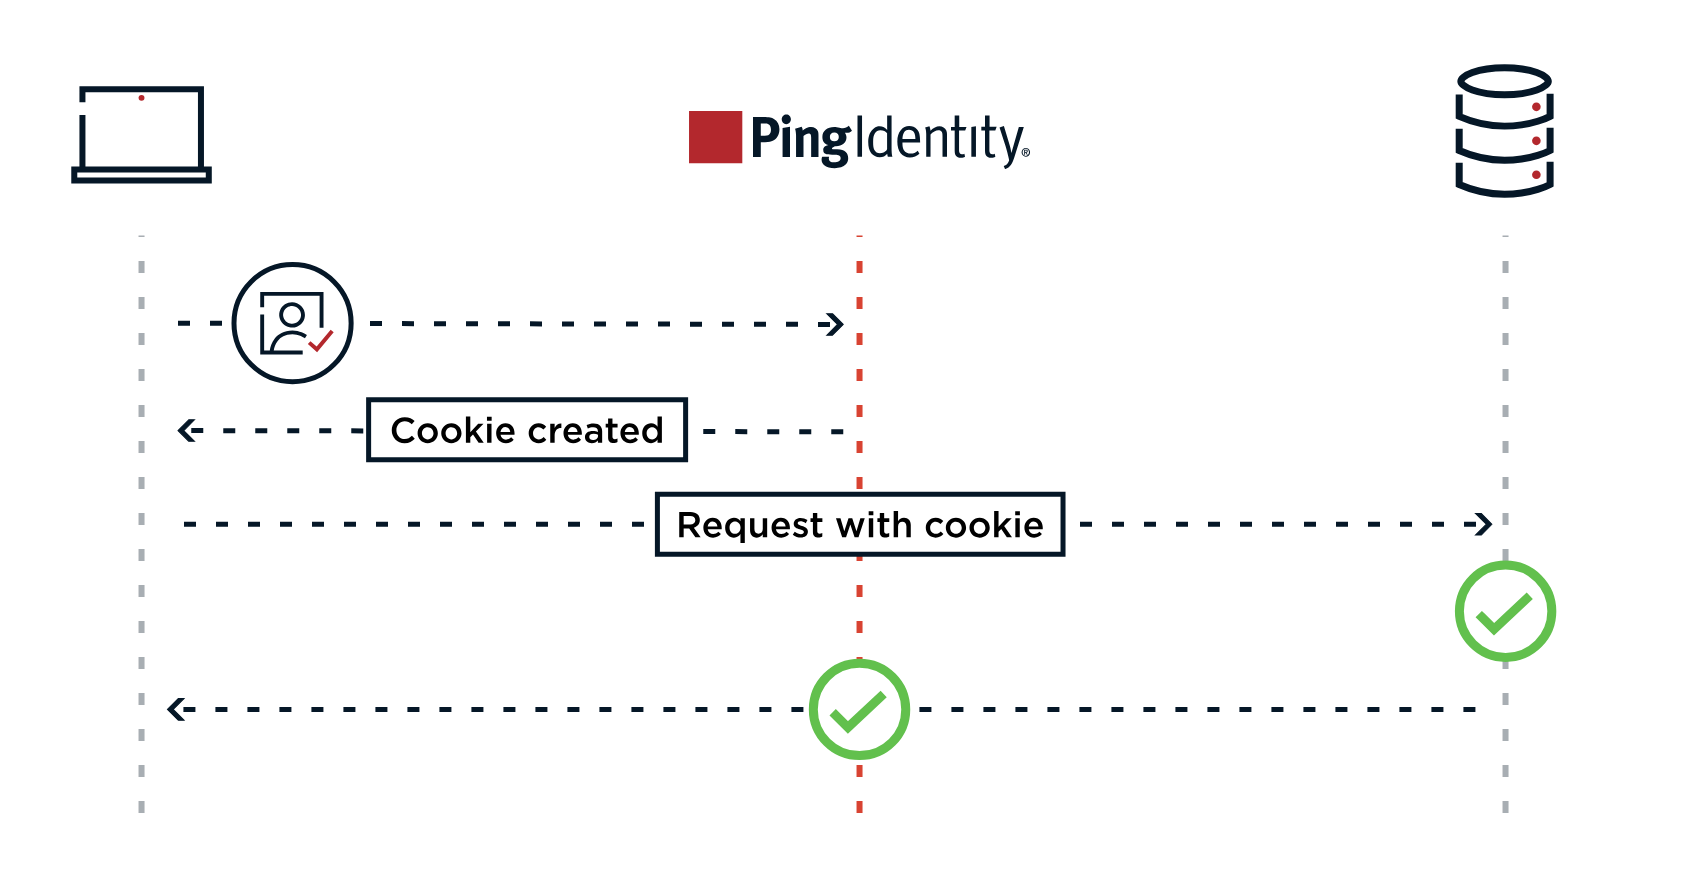 PingIdentity®
Cookie created
Request with cookie